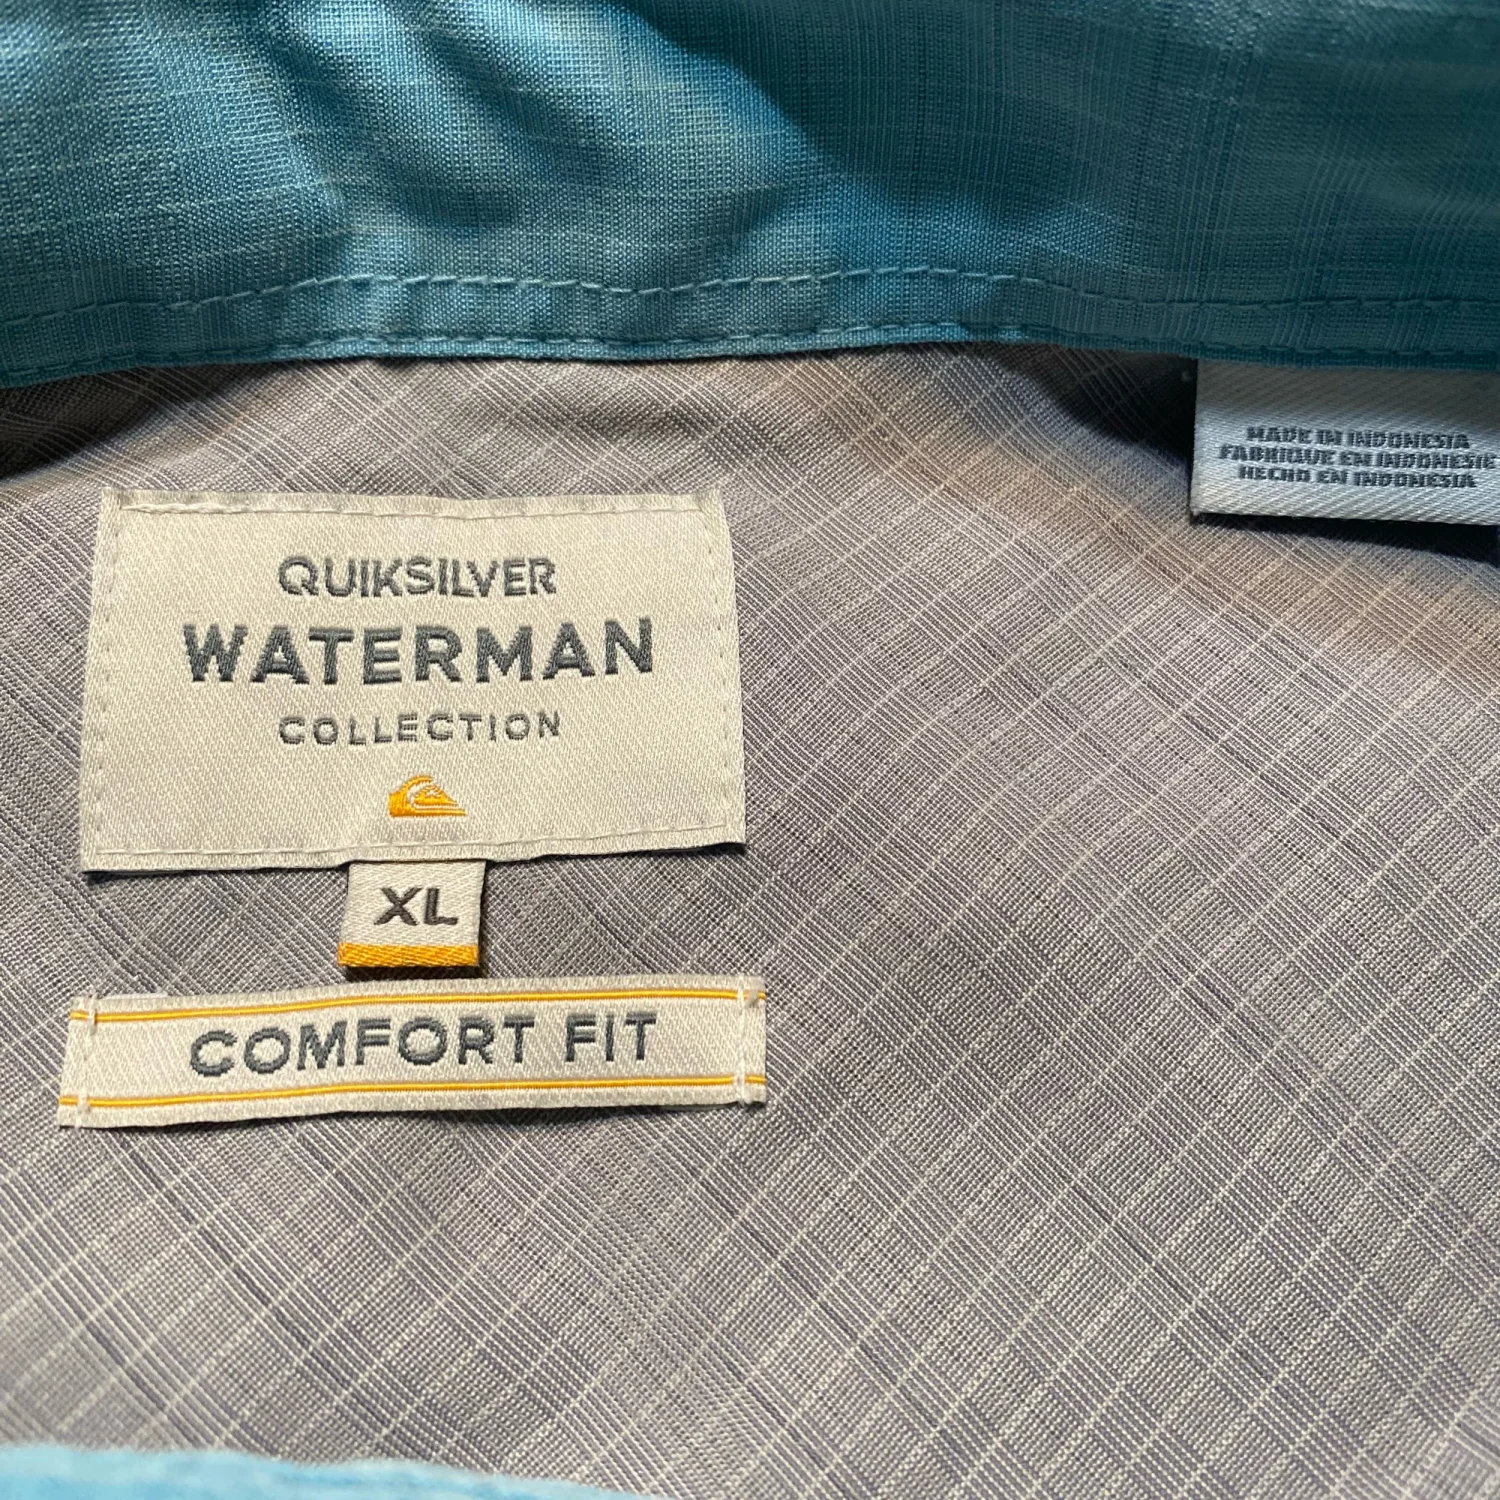 QUIKSILVER
WATERMAN
COLLECTION
XL
COMFORT FIT
MADE IN INDONESIA
FABRIQUE EN INDONESIE
HECHO EN INDONESIA